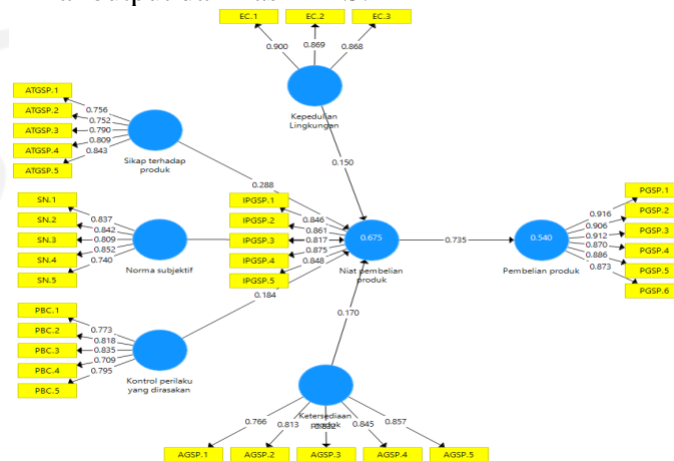 EC.1
EC.2
EC.3
0.900
0.869
0.868
Kepedulian
Lingkungan
0.150
ATGSP.1
ATGSP.2
ATGSP.3
ATGSP.4
ATGSP.5
0.756
0.752
0.790
0.809
0.843
Sikap terhadap
produk
0.288
SN.1
SN.2
SN.3
SN.4
SN.5
0.837
0.842
0.809
0.852
0.740
Norma subjektif
IPGSP.1
IPGSP.2
IPGSP.3
IPGSP.4
IPGSP.5
0.846
0.861
0.817
0.875
0.848
0.675
Niat pembelian
produk
0.735
0.540
Pembelian produk
0.916
0.906
0.912
0.870
0.886
0.873
PGSP.1
PGSP.2
PGSP.3
PGSP.4
PGSP.5
PGSP.6
0.184
PBC.1
PBC.2
PBC.3
PBC.4
PBC.5
0.773
0.818
0.835
0.709
0.795
Kontrol perilaku
yang dirasakan
0.170
Ketersediaan
produk
0.766
0.813
0.845
0.857
AGSP.1
AGSP.2
AGSP.3
AGSP.4
AGSP.5